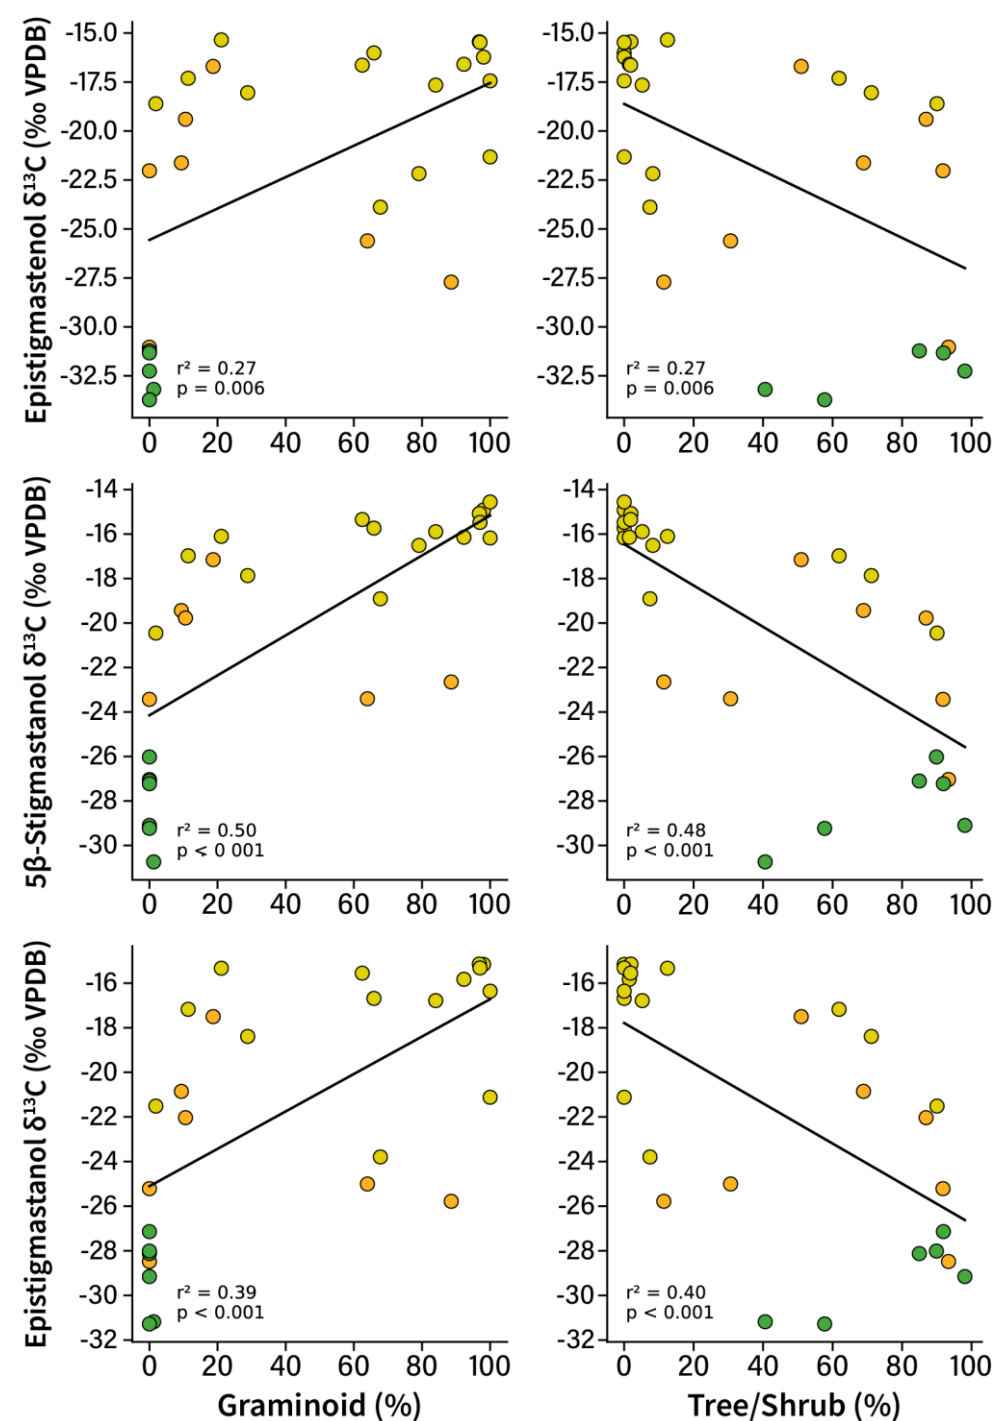 Epistigmastenol δ¹³C (‰ VPDB)
-15.0
-17.5
-20.0
-22.5
-25.0
-27.5
-30.0
-32.5
r² = 0.27
p = 0.006
0 20 40 60 80 100
-15.0
-17.5
-20.0
-22.5
-25.0
-27.5
-30.0
-32.5
r² = 0.27
p = 0.006
0 20 40 60 80 100
5β-Stigmastanol δ¹³C (‰ VPDB)
-14
-16
-18
-20
-22
-24
-26
-28
-30
r² = 0.50
p < 0 001
0 20 40 60 80 100
-14
-16
-18
-20
-22
-24
-26
-28
-30
r² = 0.48
p < 0.001
0 20 40 60 80 100
Epistigmastanol δ¹³C (‰ VPDB)
-16
-18
-20
-22
-24
-26
-28
-30
-32
r² = 0.39
p < 0.001
0 20 40 60 80 100
Graminoid (%)
-16
-18
-20
-22
-24
-26
-28
-30
-32
r² = 0.40
p < 0.001
0 20 40 60 80 100
Tree/Shrub (%)